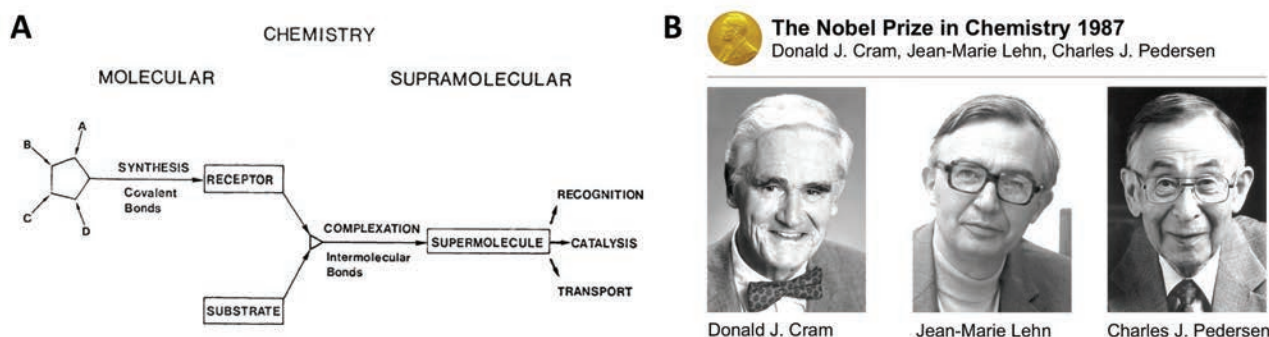 A
CHEMISTRY
MOLECULAR
SUPRAMOLECULAR
A
B
C
D
SYNTHESIS
Covalent
Bonds
RECEPTOR
SUBSTRATE
COMPLEXATION
Intermolecular
Bonds
SUPERMOLECULE
RECOGNITION
CATALYSIS
TRANSPORT
B
The Nobel Prize in Chemistry 1987
Donald J. Cram, Jean-Marie Lehn, Charles J. Pedersen
Donald J. Cram
Jean-Marie Lehn
Charles J. Pedersen